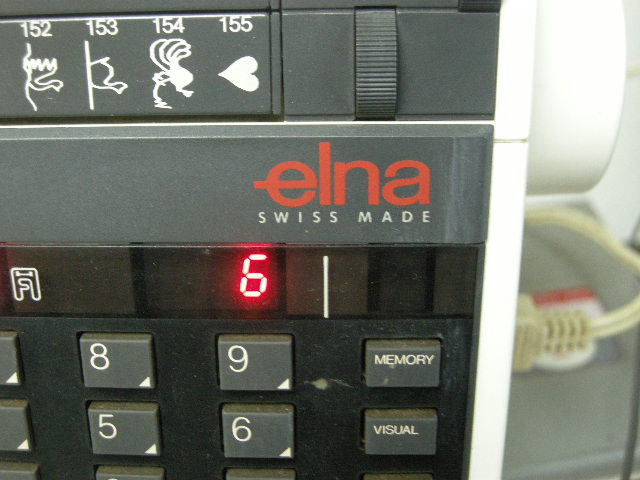 152 153 154 155
elna
SWISS MADE
6
8 9 MEMORY
5 6 VISUAL